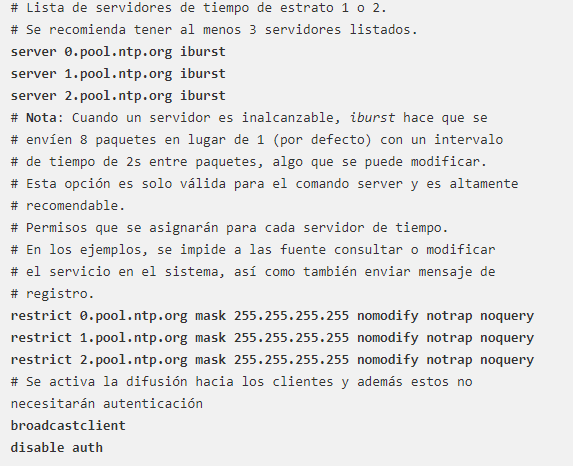 # Lista de servidores de tiempo de estrato 1 o 2.
# Se recomienda tener al menos 3 servidores listados.
server 0.pool.ntp.org iburst
server 1.pool.ntp.org iburst
server 2.pool.ntp.org iburst
# Nota: Cuando un servidor es inalcanzable, iburst hace que se
# envíen 8 paquetes en lugar de 1 (por defecto) con un intervalo
# de tiempo de 2s entre paquetes, algo que se puede modificar.
# Esta opción es solo válida para el comando server y es altamente
# recomendable.
# Permisos que se asignarán para cada servidor de tiempo.
# En los ejemplos, se impide a las fuente consultar o modificar
# el servicio en el sistema, así como también enviar mensaje de
# registro.
restrict 0.pool.ntp.org mask 255.255.255.255 nomodify notrap noquery
restrict 1.pool.ntp.org mask 255.255.255.255 nomodify notrap noquery
restrict 2.pool.ntp.org mask 255.255.255.255 nomodify notrap noquery
# Se activa la difusión hacia los clientes y además estos no
necesitarán autenticación
broadcastclient
disable auth